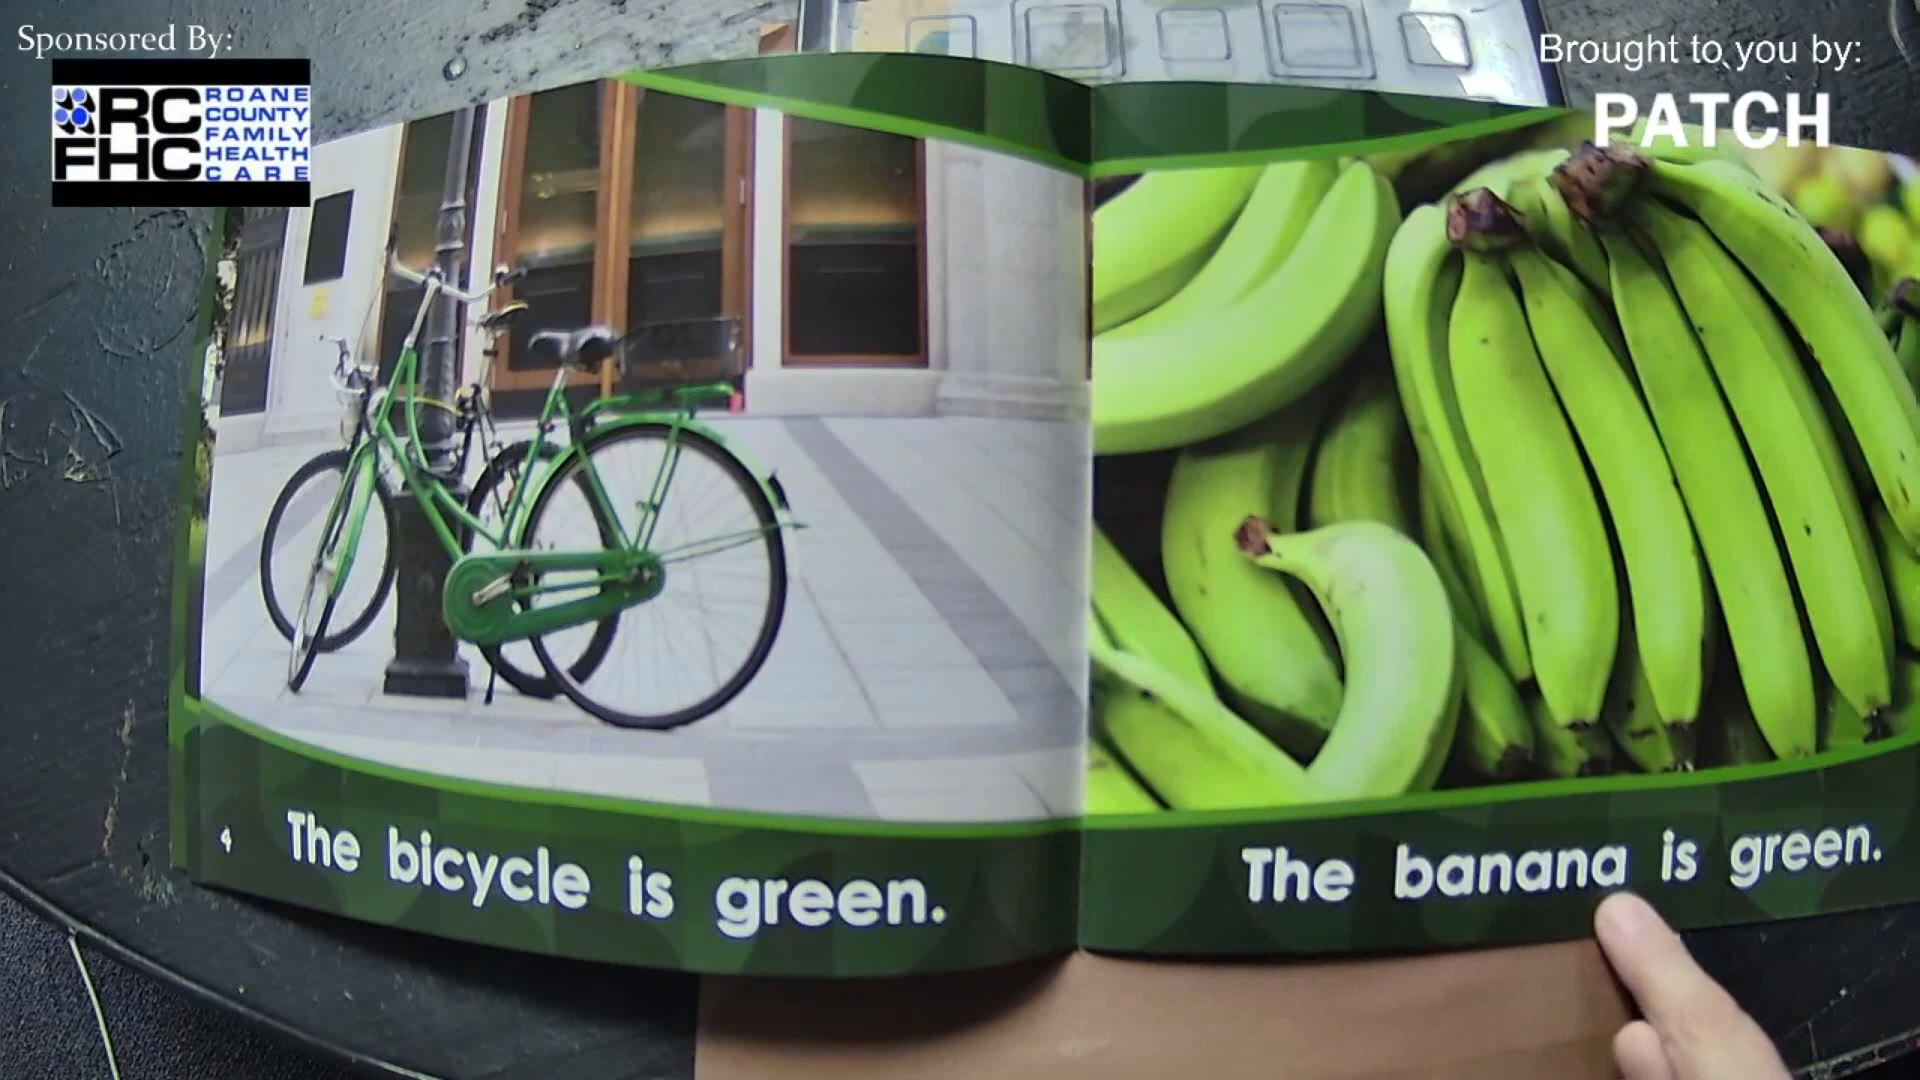 Sponsored By:
RC
FHC
ROANE
COUNTY
FAMILY
HEALTH
CARE
Brought to you by:
PATCH
4
The bicycle is green.
The banana is green.